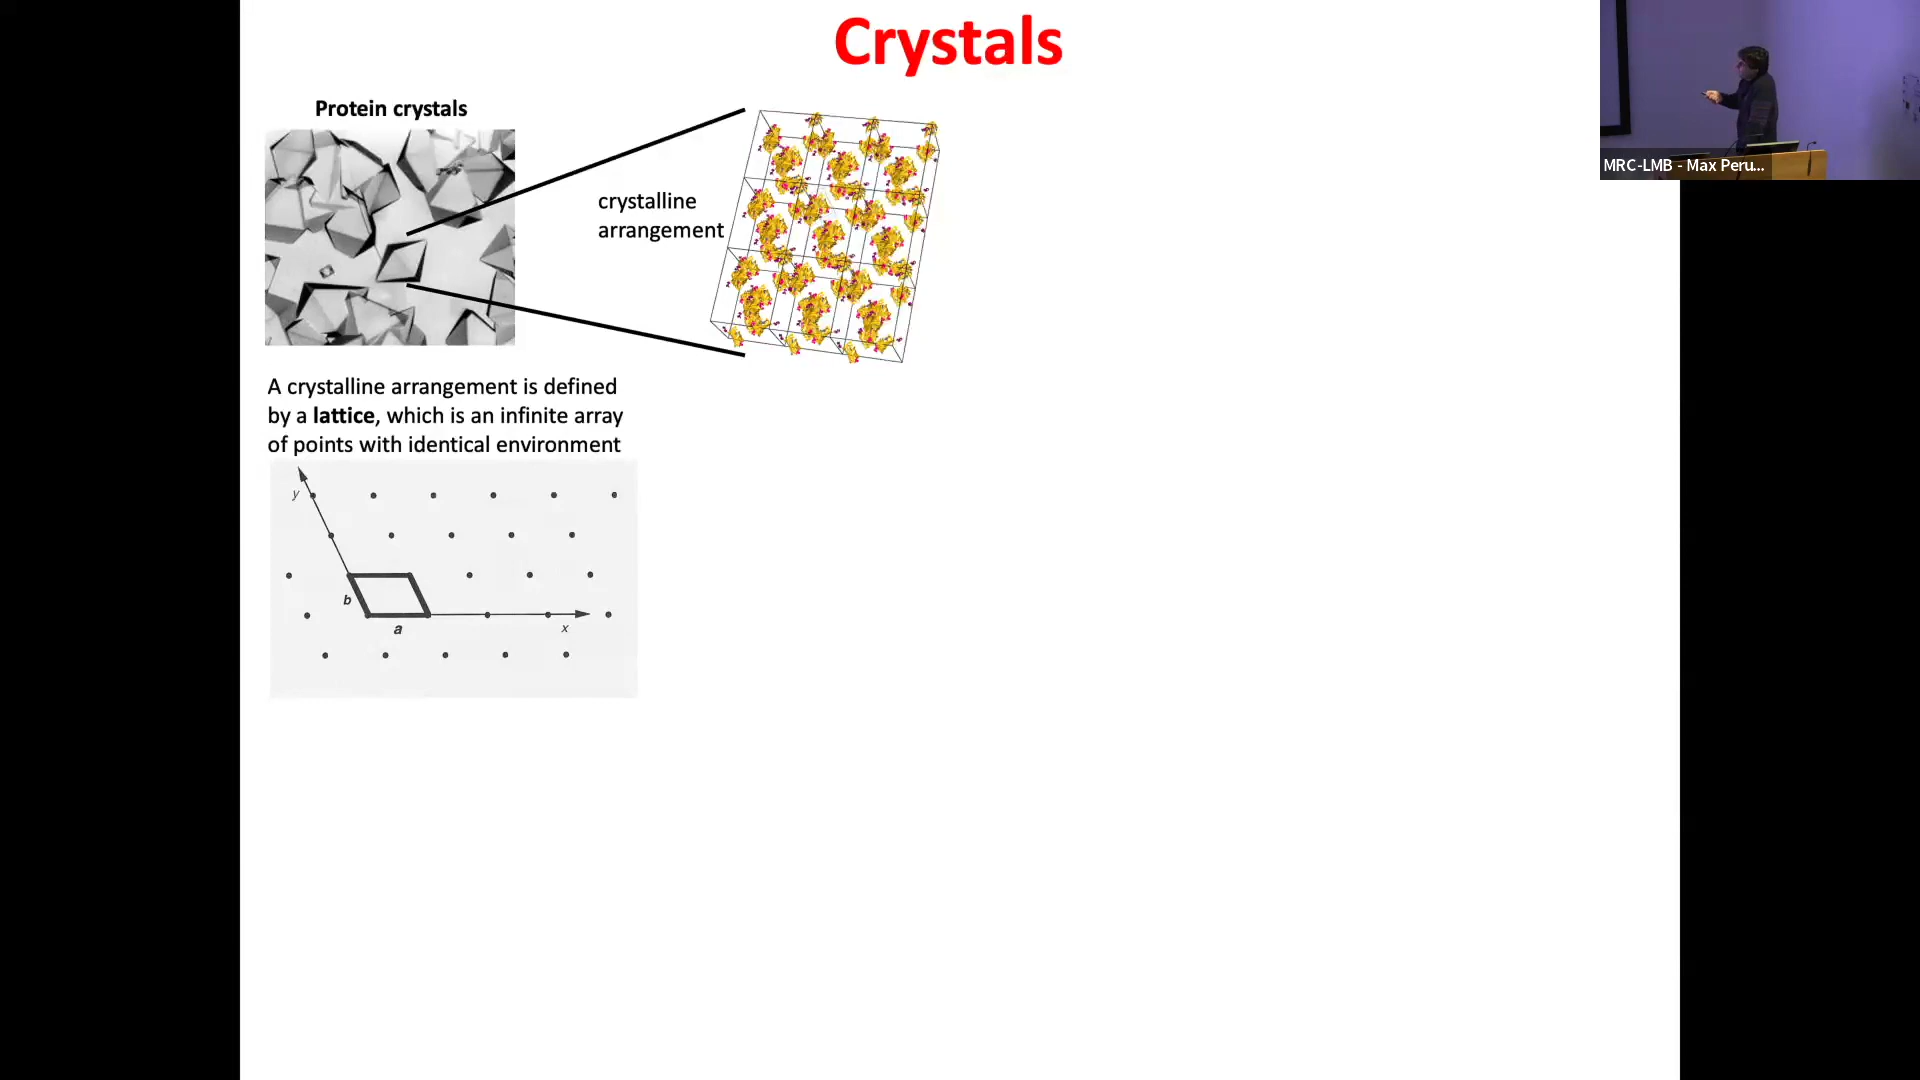 Crystals
Protein crystals
crystalline
arrangement
A crystalline arrangement is defined
by a lattice, which is an infinite array
of points with identical environment
y
b
a
x
MRC-LMB - Max Peru...